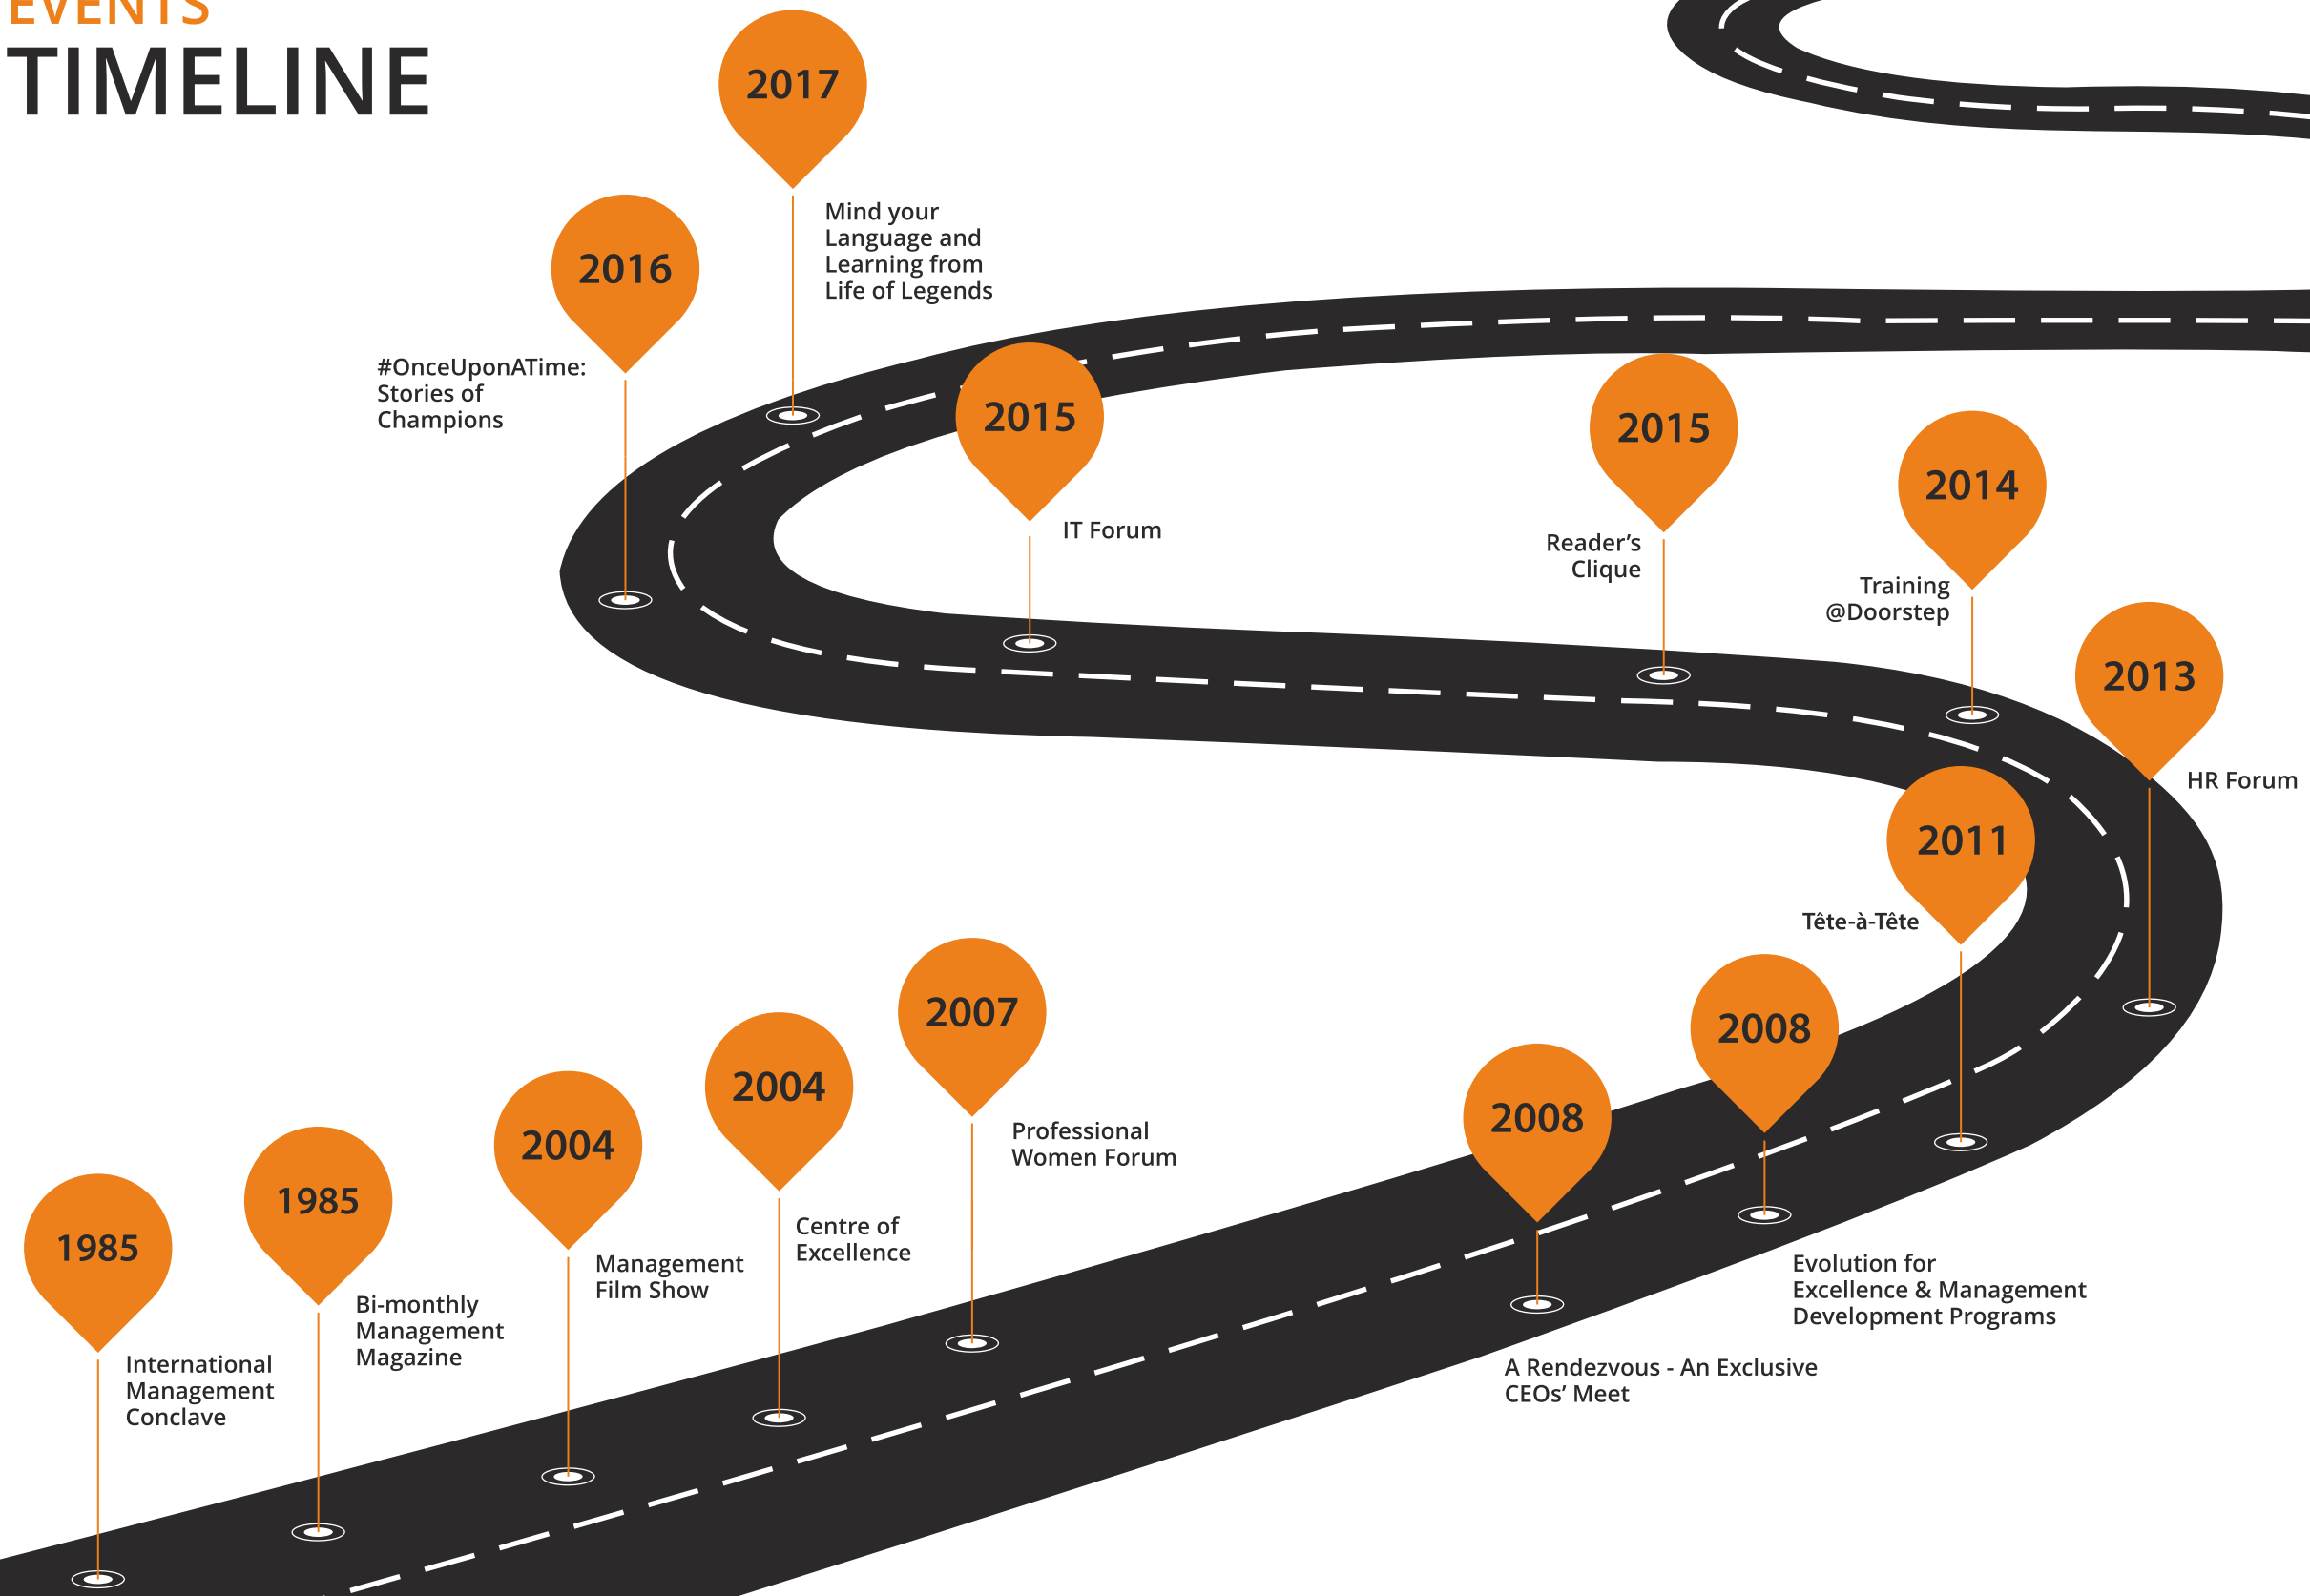 EVENTS
TIMELINE
2017
Mind your
Language and
Learning from
Life of Legends
2016
#OnceUponATime:
Stories of
Champions
2015
IT Forum
2015
Reader’s
Clique
2014
Training
@Doorstep
2013
HR Forum
2011
Tête-à-Tête
2008
Evolution for
Excellence & Management
Development Programs
2008
A Rendezvous - An Exclusive
CEOs’ Meet
2007
Professional
Women Forum
2004
Centre of
Excellence
2004
Management
Film Show
1985
Bi-monthly
Management
Magazine
1985
International
Management
Conclave